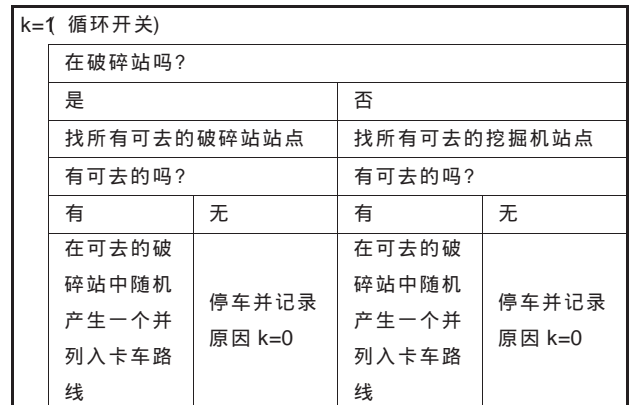 k=1( 循环开关)
在破碎站吗?
是 否
找所有可去的破碎站站点 找所有可去的挖掘机站点
有可去的吗? 有可去的吗?
有 无 有 无
在可去的破
碎站中随机
产生一个并
列入卡车路
线
停车并记录
原因 k=0
在可去的破
碎站中随机
产生一个并
列入卡车路
线
停车并记录
原因 k=0